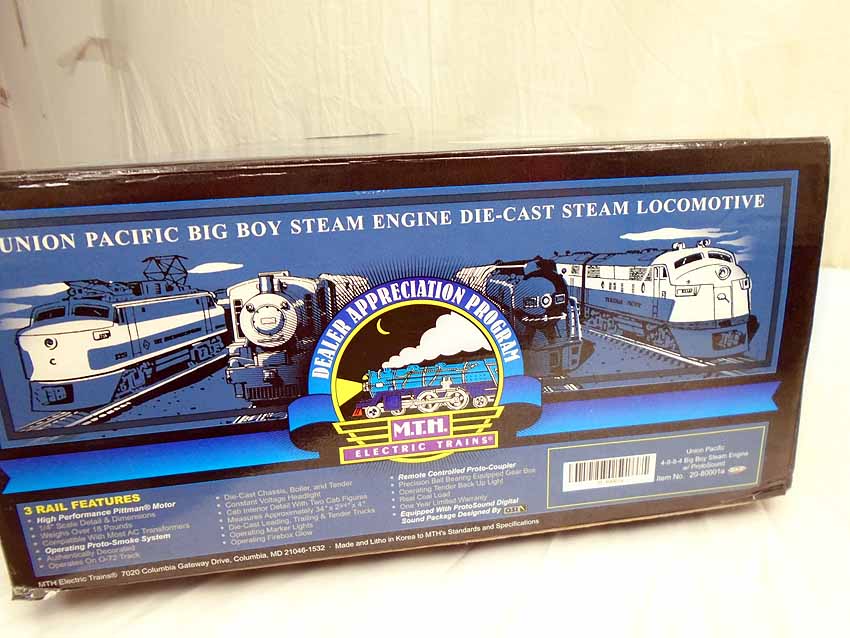 UNION PACIFIC BIG BOY STEAM ENGINE DIE-CAST STEAM LOCOMOTIVE
DEALER APPRECIATION PROGRAM
M.T.H.
ELECTRIC TRAINS®
3 RAIL FEATURES
• High Performance Pittman® Motor
• 1/4" Scale Detail & Dimensions
• Weighs Over 18 Pounds
• Compatible With Most AC Transformers
• Operating Proto-Smoke System
• Authentically Decorated
• Operates On O-72 Track
• Die-Cast Chassis, Boiler, and Tender
• Constant Voltage Headlight
• Cab Interior Detail With Two Cab Figures
• Measures Approximately 34" x
• Die-Cast Leading, Trailing & Tender Trucks
• Operating Marker Lights
• Operating Firebox Glow
• Remote Controlled Proto-Coupler
• Precision Ball Bearing Equipped Gear Box
• Operating Tender Back Up Light
• Real Coal Load
• One Year Limited Warranty
• Equipped With ProtoSound Digital
Sound Package Designed By QSI
Union Pacific
4-8-8-4 Big Boy Steam Engine
w/ ProtoSound
Item No. 20-80001a
MTH Electric Trains® 7020 Columbia Gateway Drive, Columbia, MD 21046-1532 · Made and Litho in Korea to MTH's Standards and Specifications